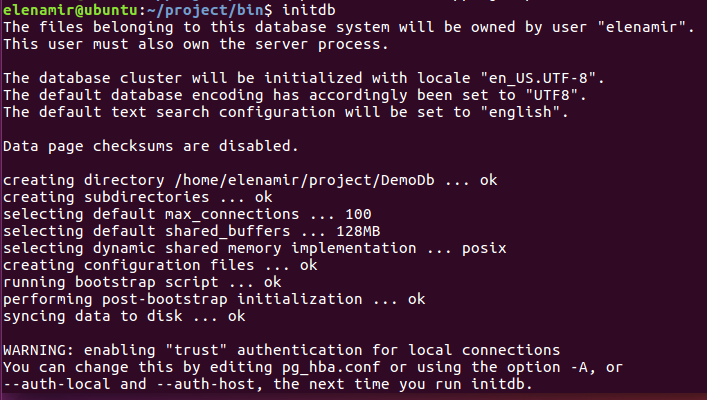 elenamir@ubuntu:~/project/bin$ initdb
The files belonging to this database system will be owned by user "elenamir".
This user must also own the server process.
The database cluster will be initialized with locale "en_US.UTF-8".
The default database encoding has accordingly been set to "UTF8".
The default text search configuration will be set to "english".
Data page checksums are disabled.
creating directory /home/elenamir/project/DemoDb ... ok
creating subdirectories ... ok
selecting default max_connections ... 100
selecting default shared_buffers ... 128MB
selecting dynamic shared memory implementation ... posix
creating configuration files ... ok
running bootstrap script ... ok
performing post-bootstrap initialization ... ok
syncing data to disk ... ok
WARNING: enabling "trust" authentication for local connections
You can change this by editing pg_hba.conf or using the option -A, or
--auth-local and --auth-host, the next time you run initdb.